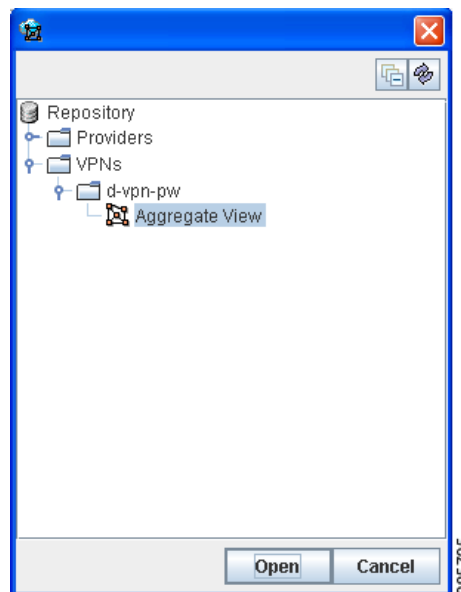 Repository
Providers
VPNs
d-vpn-pw
Aggregate View
Open
Cancel